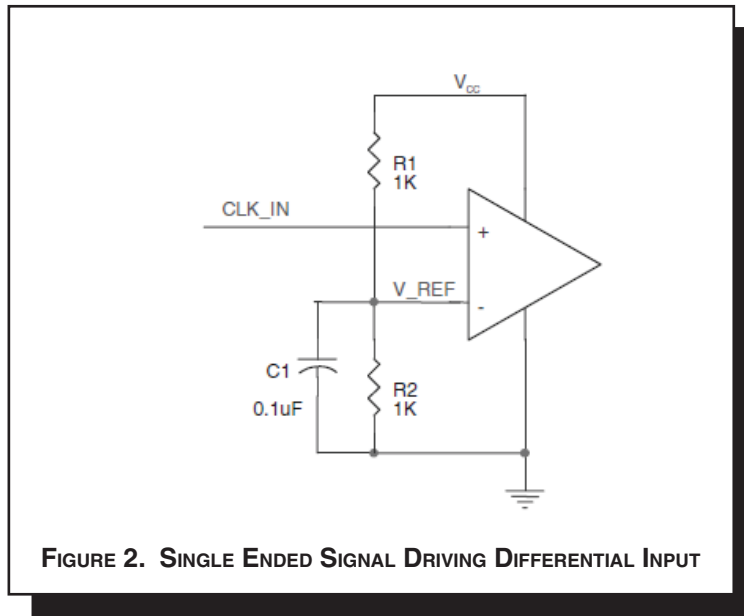 V_CC
R1
1K
CLK_IN
+
V_REF
-
C1
0.1uF
R2
1K
FIGURE 2. SINGLE ENDED SIGNAL DRIVING DIFFERENTIAL INPUT